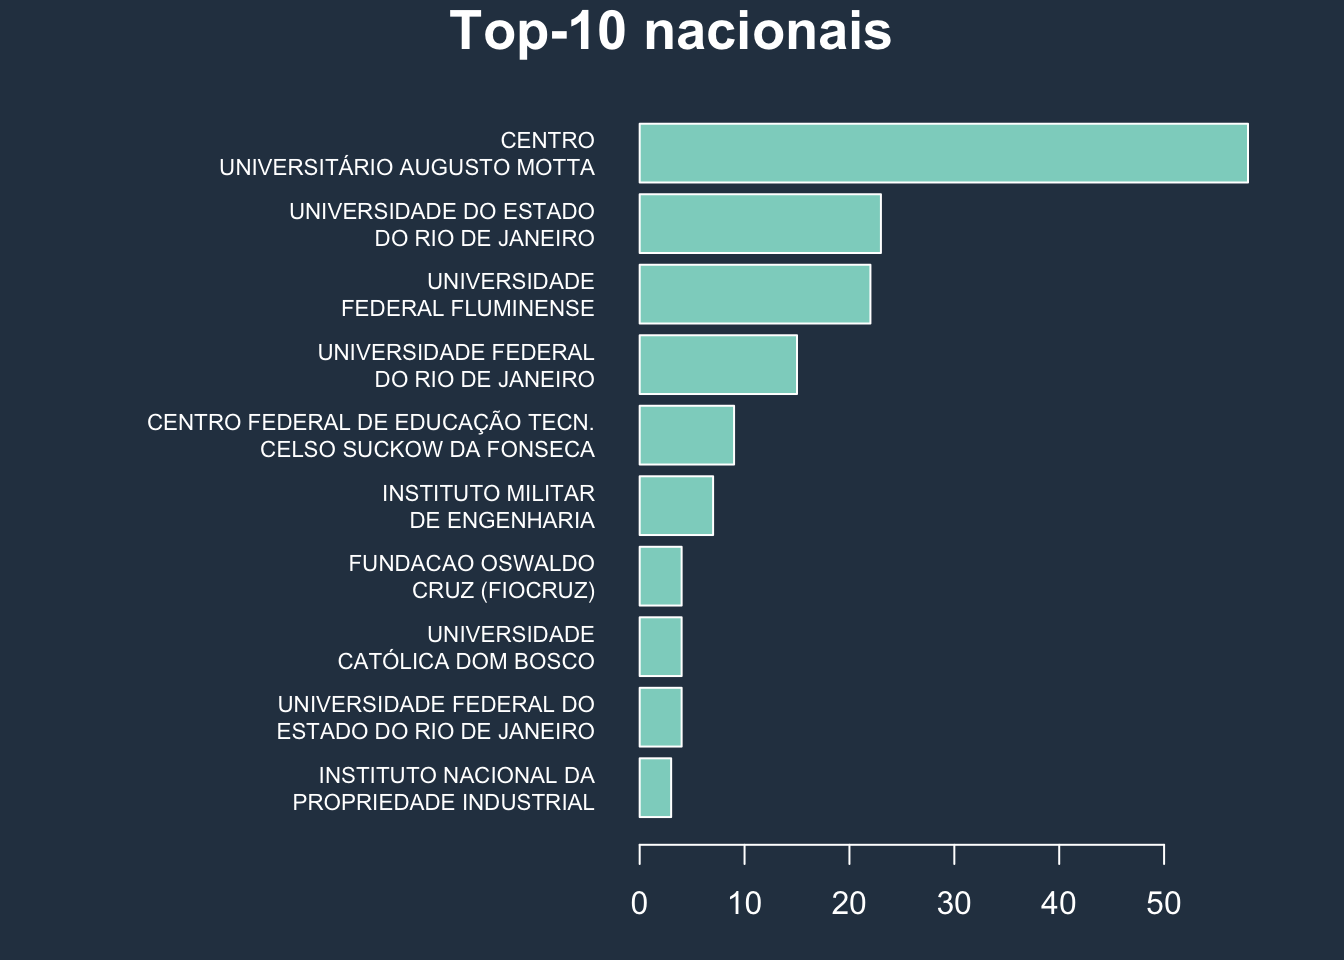 Top-10 nacionais
CENTRO
UNIVERSITÁRIO AUGUSTO MOTTA
UNIVERSIDADE DO ESTADO
DO RIO DE JANEIRO
UNIVERSIDADE
FEDERAL FLUMINENSE
UNIVERSIDADE FEDERAL
DO RIO DE JANEIRO
CENTRO FEDERAL DE EDUCAÇÃO TECN.
CELSO SUCKOW DA FONSECA
INSTITUTO MILITAR
DE ENGENHARIA
FUNDACAO OSWALDO
CRUZ (FIOCRUZ)
UNIVERSIDADE
CATÓLICA DOM BOSCO
UNIVERSIDADE FEDERAL DO
ESTADO DO RIO DE JANEIRO
INSTITUTO NACIONAL DA
PROPRIEDADE INDUSTRIAL
0 10 20 30 40 50